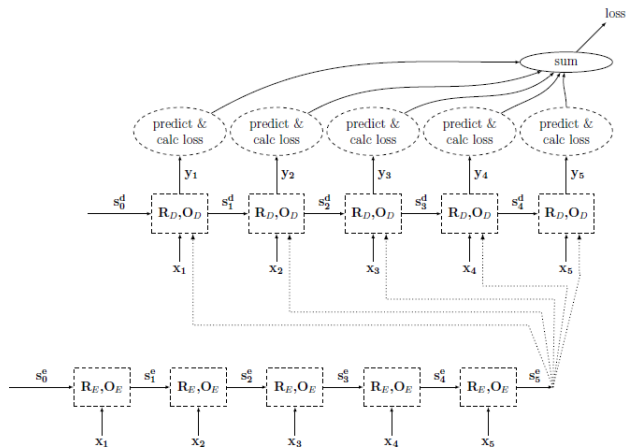 loss
sum
predict & calc loss predict & calc loss predict & calc loss predict & calc loss predict & calc loss
y₁ y₂ y₃ y₄ y₅
s₀ᵈ s₁ᵈ s₂ᵈ s₃ᵈ s₄ᵈ
R_D,O_D R_D,O_D R_D,O_D R_D,O_D R_D,O_D
x₁ x₂ x₃ x₄ x₅
s₀ᵉ s₁ᵉ s₂ᵉ s₃ᵉ s₄ᵉ s₅ᵉ
R_E,O_E R_E,O_E R_E,O_E R_E,O_E R_E,O_E
x₁ x₂ x₃ x₄ x₅